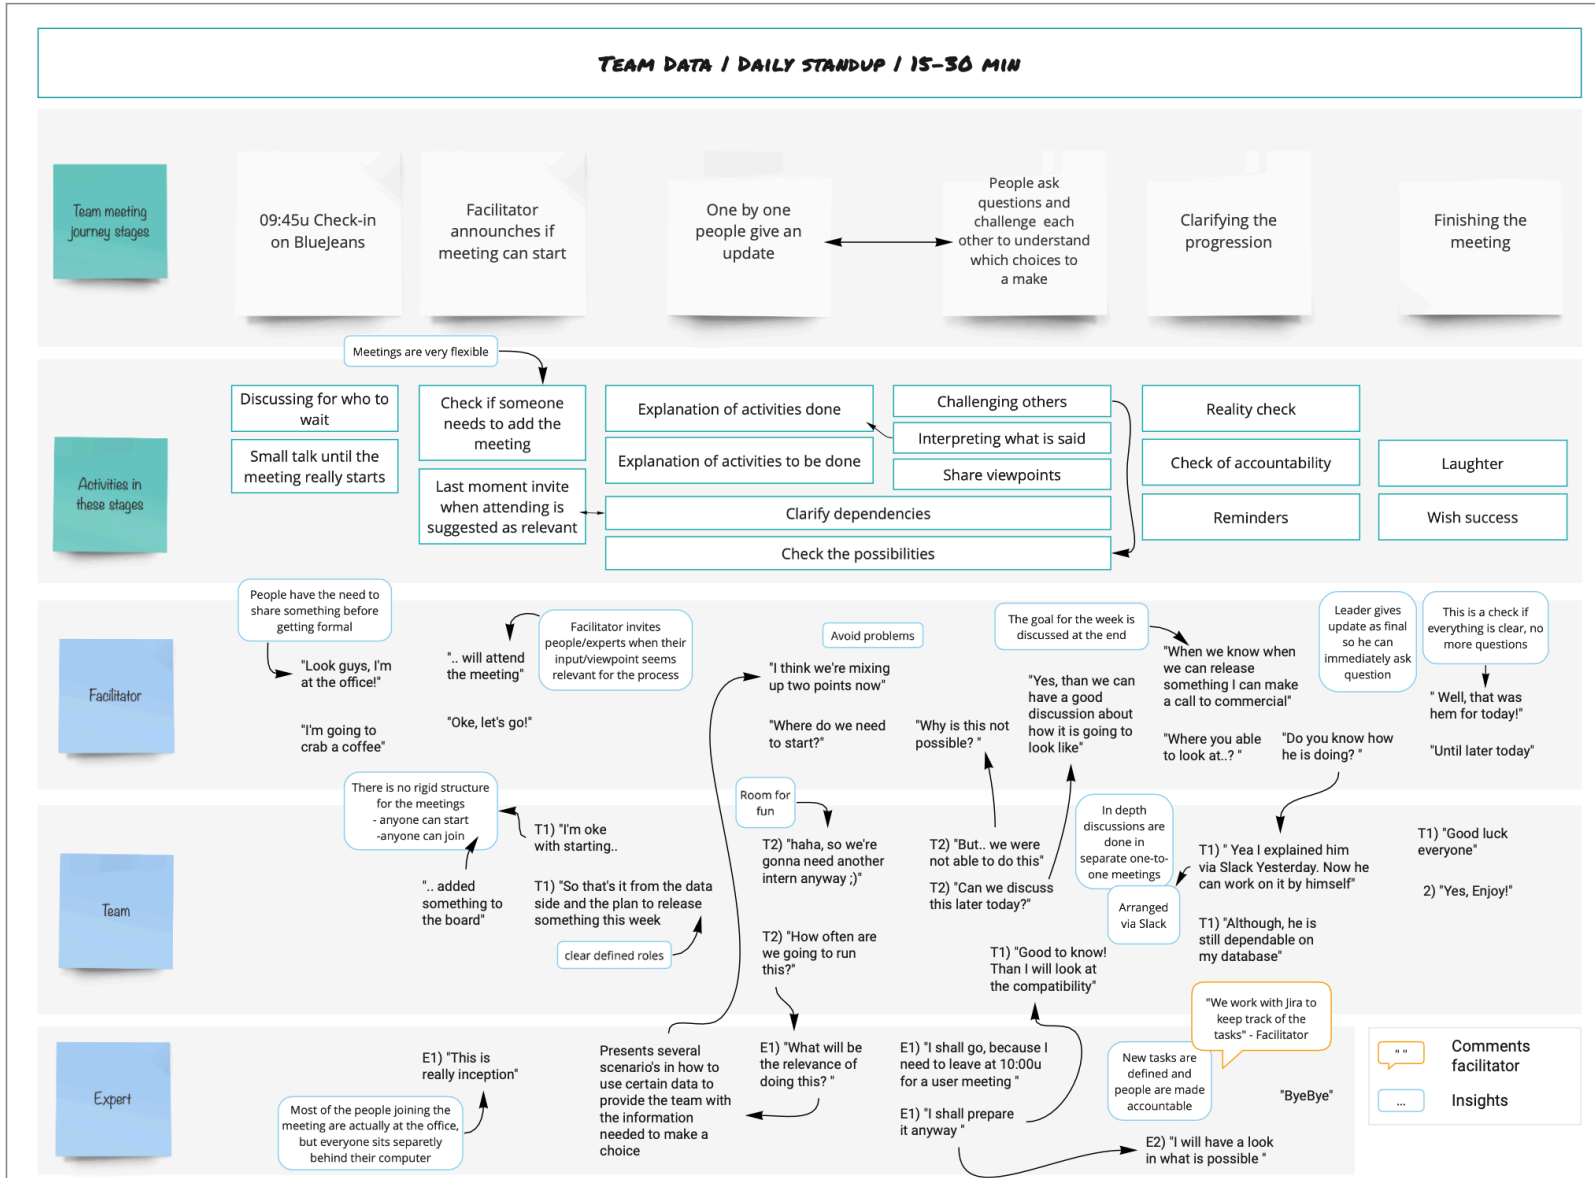 TEAM DATA / DAILY STANDUP / 15-30 MIN
Team meeting
journey stages
09:45u Check-in
on BlueJeans
Facilitator
announches if
meeting can start
One by one
people give an
update
People ask
questions and
challenge each
other to understand
which choices to
a make
Clarifying the
progression
Finishing the
meeting
Meetings are very flexible
Activities in
these stages
Discussing for who to
wait
Small talk until the
meeting really starts
Check if someone
needs to add the
meeting
Last moment invite
when attending is
suggested as relevant
Explanation of activities done
Explanation of activities to be done
Challenging others
Interpreting what is said
Share viewpoints
Clarify dependencies
Check the possibilities
Reality check
Check of accountability
Reminders
Laughter
Wish success
Facilitator
People have the need to
share something before
getting formal
"Look guys, I'm
at the office!"
"I'm going to
crab a coffee"
".. will attend
the meeting"
"Oke, let's go!"
Facilitator invites
people/experts when their
input/viewpoint seems
relevant for the process
Avoid problems
"I think we're mixing
up two points now"
"Where do we need
to start?"
"Why is this not
possible? "
The goal for the week is
discussed at the end
"Yes, than we can
have a good
discussion about
how it is going to
look like"
"When we know when
we can release
something I can make
a call to commercial"
"Where you able
to look at..? "
Leader gives
update as final
so he can
immediately ask
question
"Do you know how
he is doing? "
This is a check if
everything is clear, no
more questions
" Well, that was
hem for today!"
"Until later today"
Team
There is no rigid structure
for the meetings
- anyone can start
-anyone can join
".. added
something to
the board"
T1) "I'm oke
with starting..
T1) "So that's it from the data
side and the plan to release
something this week
clear defined roles
Room for
fun
T2) "haha, so we're
gonna need another
intern anyway ;)"
T2) "How often are
we going to run
this?"
T2) "But.. we were
not able to do this"
T2) "Can we discuss
this later today?"
T1) "Good to know!
Than I will look at
the compatibility"
In depth
discussions are
done in
separate one-to-
one meetings
Arranged
via Slack
T1) " Yea I explained him
via Slack Yesterday. Now he
can work on it by himself"
T1) "Although, he is
still dependable on
my database"
T1) "Good luck
everyone"
2) "Yes, Enjoy!"
Expert
Most of the people joining the
meeting are actually at the office,
but everyone sits separetly
behind their computer
E1) "This is
really inception"
Presents several
scenario's in how to
use certain data to
provide the team with
the information
needed to make a
choice
E1) "What will be
the relevance of
doing this? "
E1) "I shall go, because I
need to leave at 10:00u
for a user meeting "
E1) "I shall prepare
it anyway "
New tasks are
defined and
people are made
accountable
"We work with Jira to
keep track of the
tasks" - Facilitator
E2) "I will have a look
in what is possible "
"ByeBye"
" "
Comments
facilitator
...
Insights